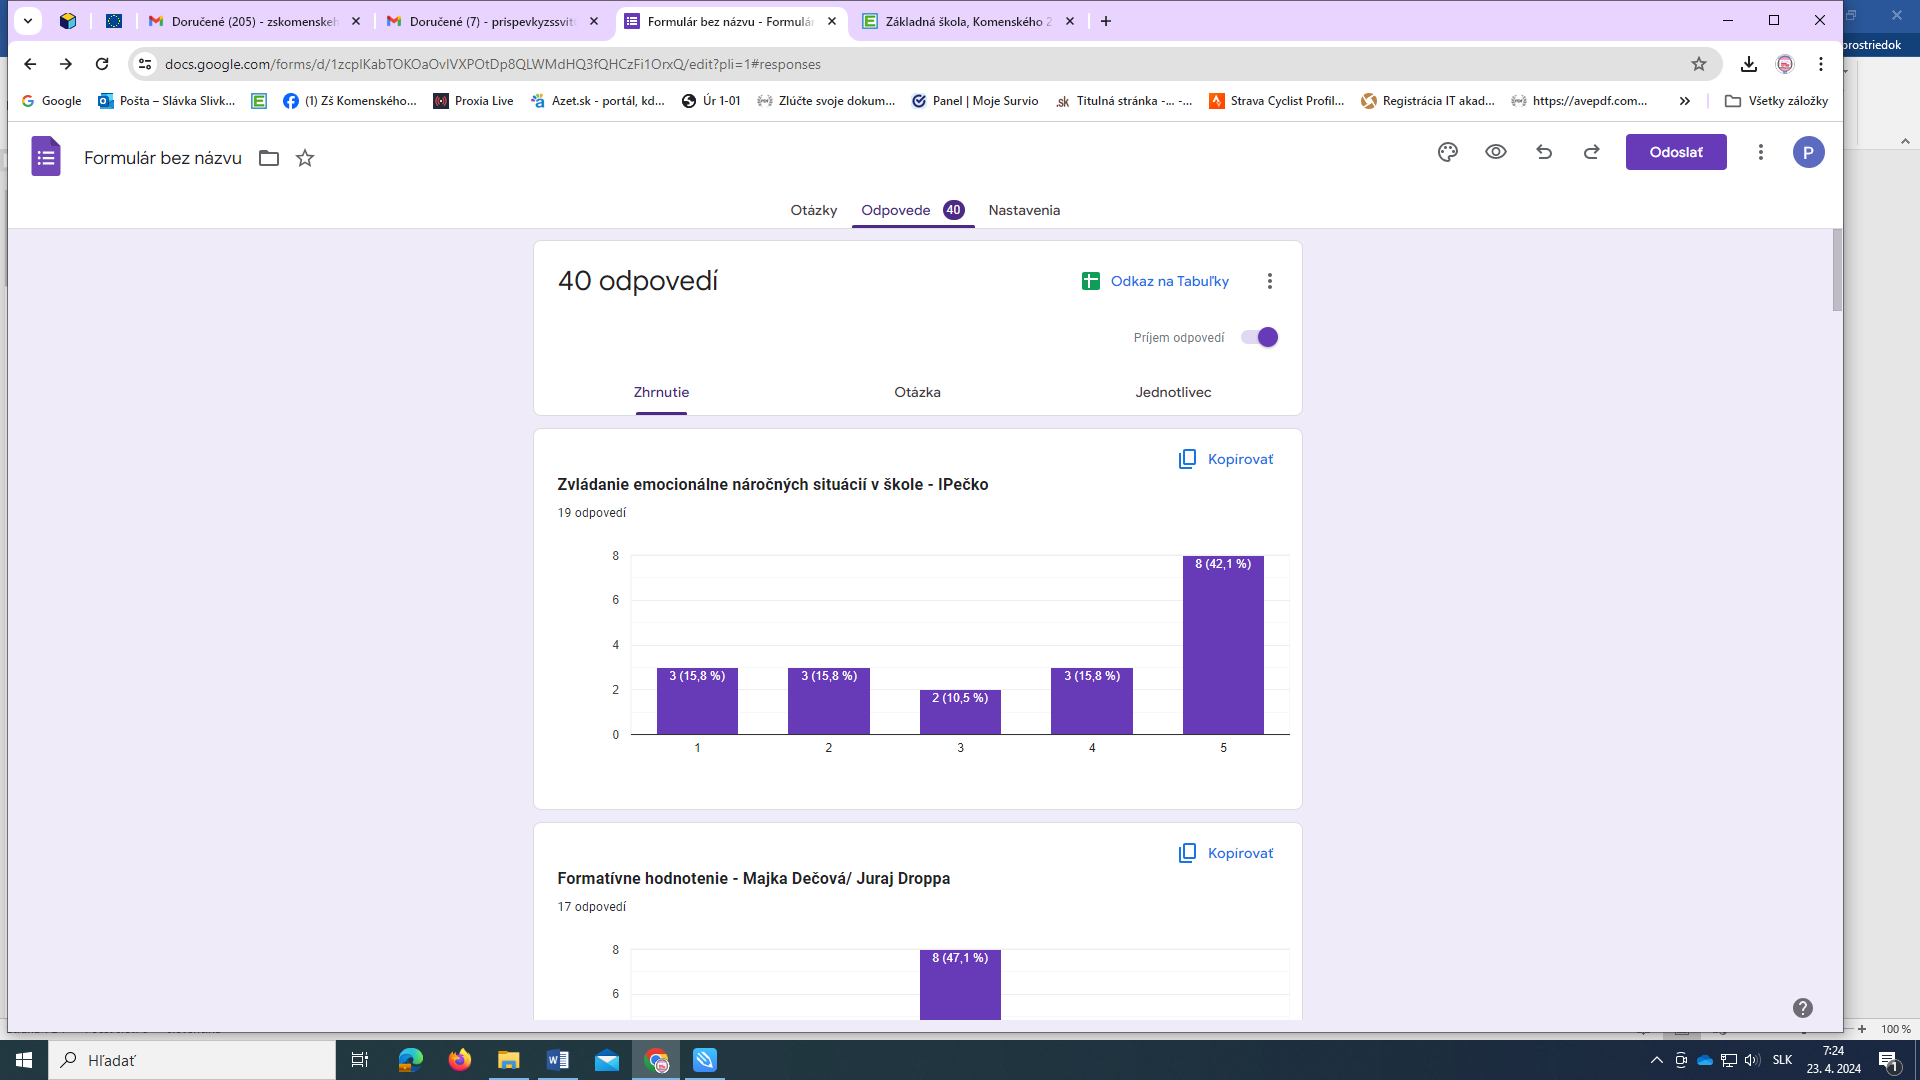 Doručené (205) - zskomenskeh
Doručené (7) - prispevkyzssvit
Formulár bez názvu - Formulár
Základná škola, Komenského 2
prostriedok
docs.google.com/forms/d/1zcpIKabTOKOaOvlVXPOtDp8QLWMdHQ3fQHCzFi1OrxQ/edit?pli=1#responses
Google
Pošta – Slávka Slivk...
(1) Zš Komenského...
Proxia Live
Azet.sk - portál, kd...
Úr 1-01
Zlúčte svoje dokum...
Panel | Moje Survio
.sk Titulná stránka -... -...
Strava Cyclist Profil...
Registrácia IT akad...
https://avepdf.com...
»
Všetky záložky
Formulár bez názvu
Odoslať
P
Otázky
Odpovede 40
Nastavenia
40 odpovedí
Odkaz na Tabuľky
Príjem odpovedí
Zhrnutie
Otázka
Jednotlivec
Kopírovať
Zvládanie emocionálne náročných situácií v škole - IPečko
19 odpovedí
8
6
4
2
0
3 (15,8 %)
3 (15,8 %)
2 (10,5 %)
3 (15,8 %)
8 (42,1 %)
1
2
3
4
5
Kopírovať
Formatívne hodnotenie - Majka Dečová/ Juraj Droppa
17 odpovedí
8
6
8 (47,1 %)
100 %
Hľadať
SLK
7:24
23. 4. 2024
1